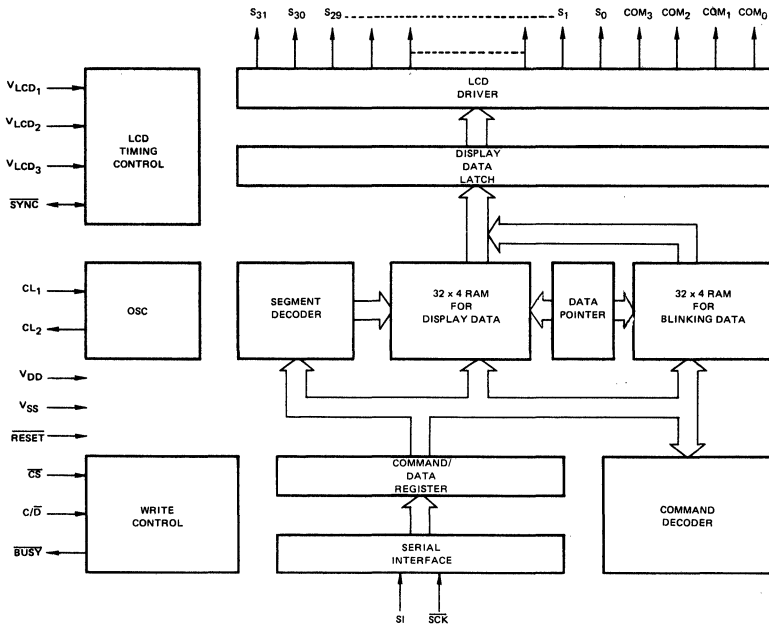 S31 S30 S29 S1 S0 COM3 COM2 COM1 COM0
VLCD1
VLCD2
VLCD3
SYNC
LCD
TIMING
CONTROL
LCD
DRIVER
DISPLAY
DATA
LATCH
CL1
CL2
OSC
SEGMENT
DECODER
32 x 4 RAM
FOR
DISPLAY DATA
DATA
POINTER
32 x 4 RAM
FOR
BLINKING DATA
VDD
VSS
RESET
CS
C/D
BUSY
WRITE
CONTROL
COMMAND/
DATA
REGISTER
SERIAL
INTERFACE
COMMAND
DECODER
SI SCK